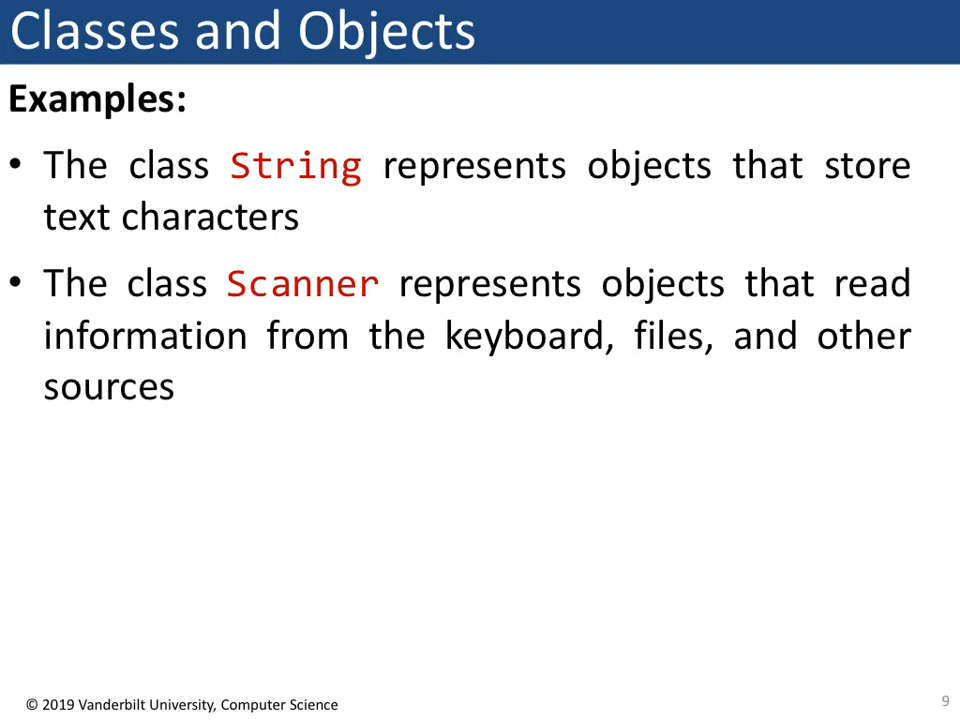 Classes and Objects
Examples:
• The class String represents objects that store
text characters
• The class Scanner represents objects that read
information from the keyboard, files, and other
sources
© 2019 Vanderbilt University, Computer Science
9